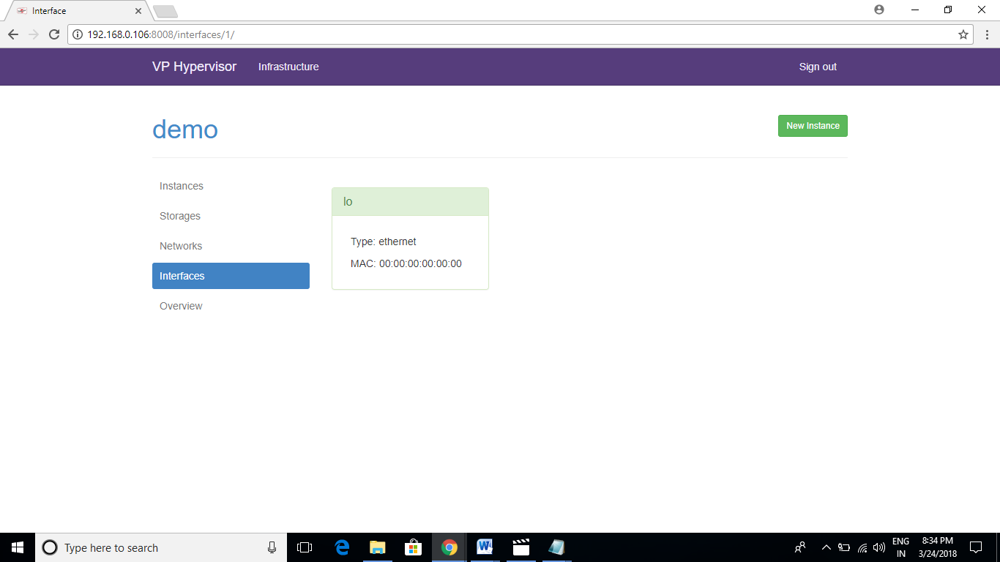 Interface
192.168.0.106:8008/interfaces/1/
VP Hypervisor Infrastructure Sign out
demo
New Instance
Instances
Storages
Networks
Interfaces
Overview
lo
Type: ethernet
MAC: 00:00:00:00:00:00
Type here to search
ENG
IN
8:34 PM
3/24/2018